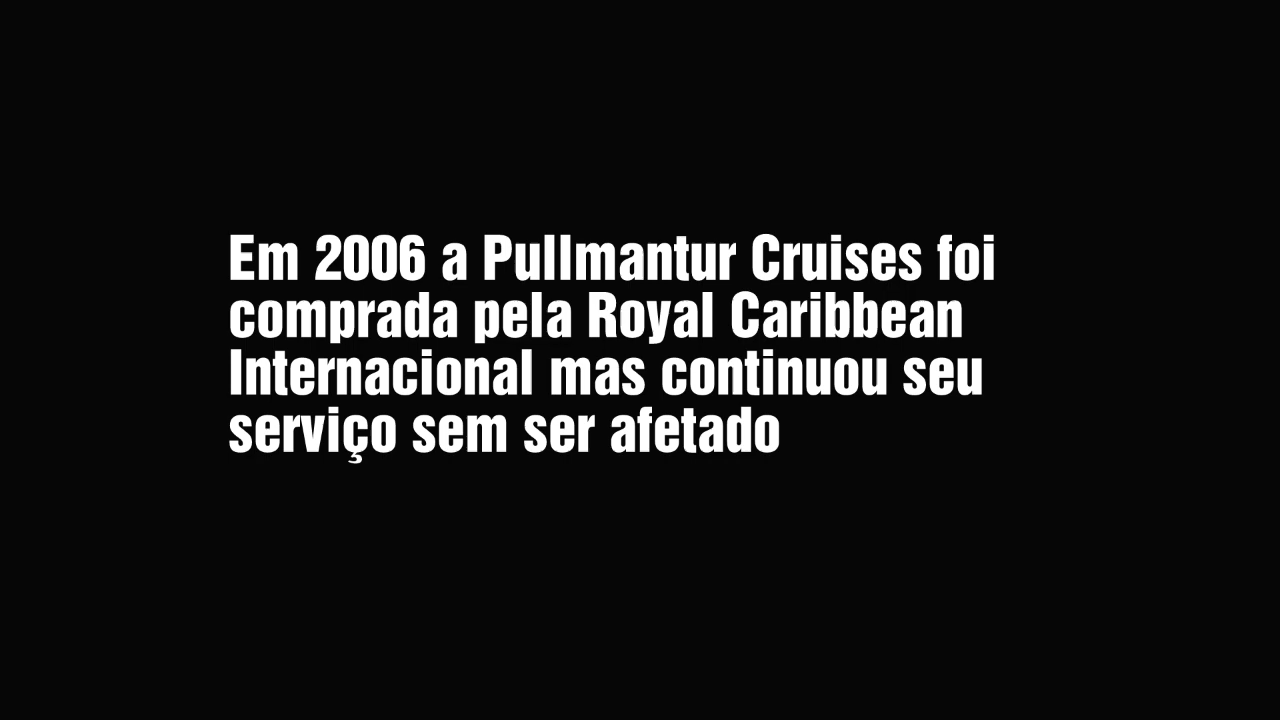 Em 2006 a Pullmantur Cruises foi
comprada pela Royal Caribbean
Internacional mas continuou seu
serviço sem ser afetado